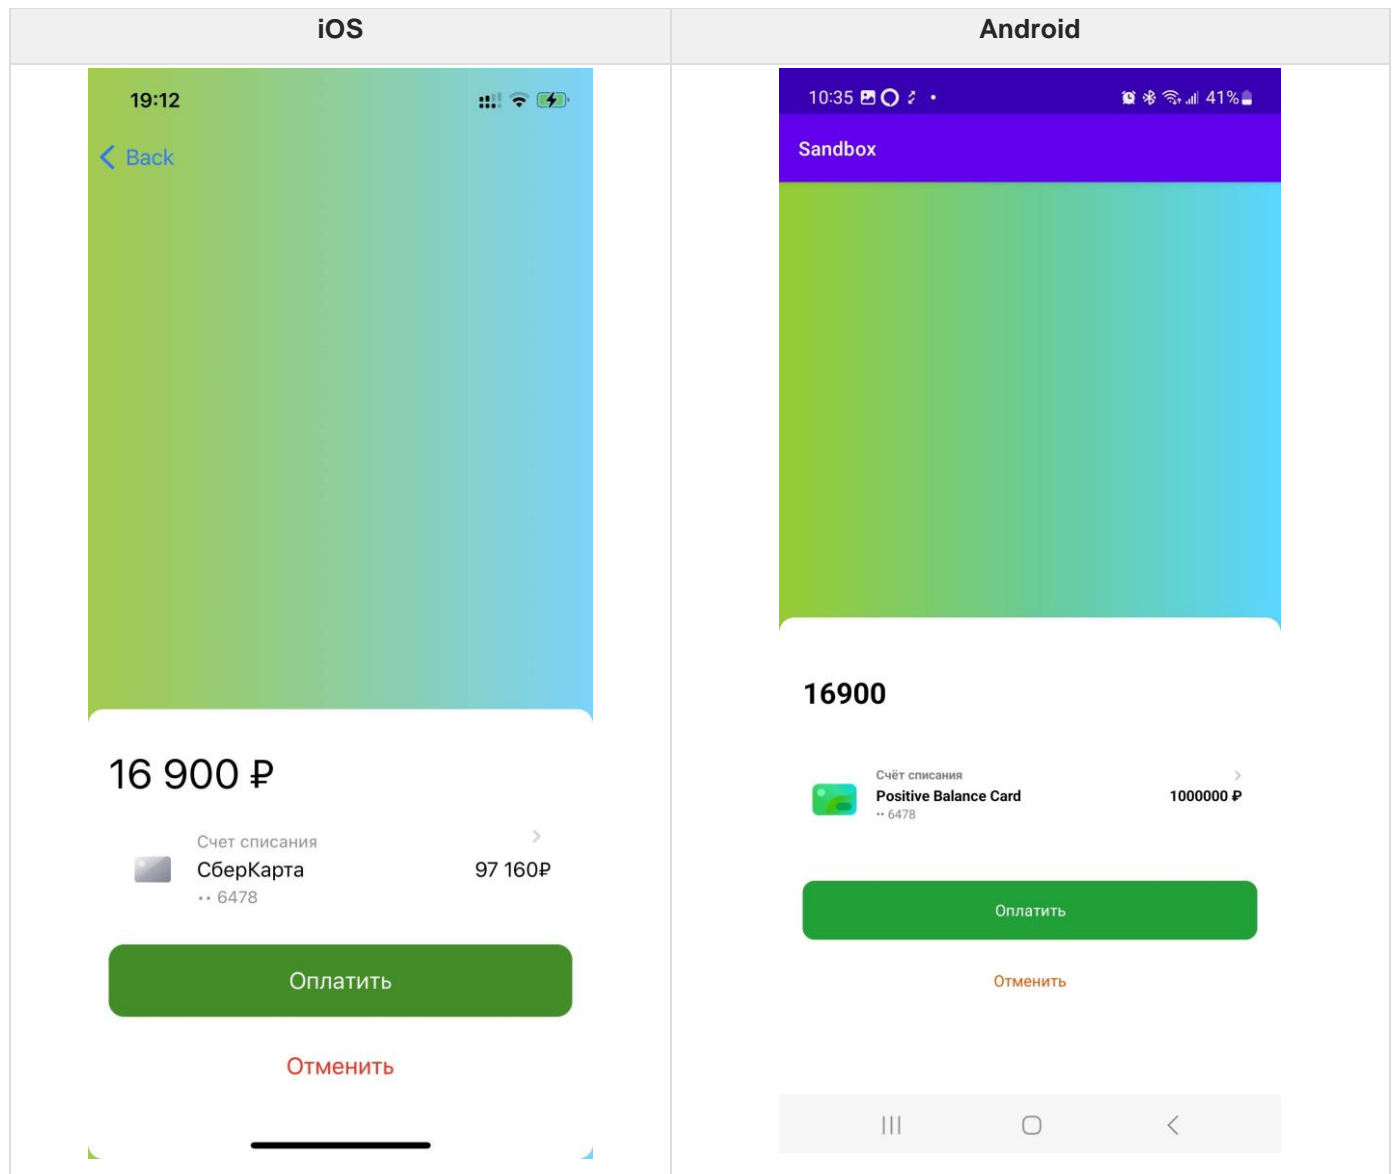 iOS
Android
19:12
Back
16 900 ₽
Счет списания
СберКарта
97 160₽
•• 6478
Оплатить
Отменить
10:35
41%
Sandbox
16900
Счёт списания
Positive Balance Card
1000000 ₽
•• 6478
Оплатить
Отменить